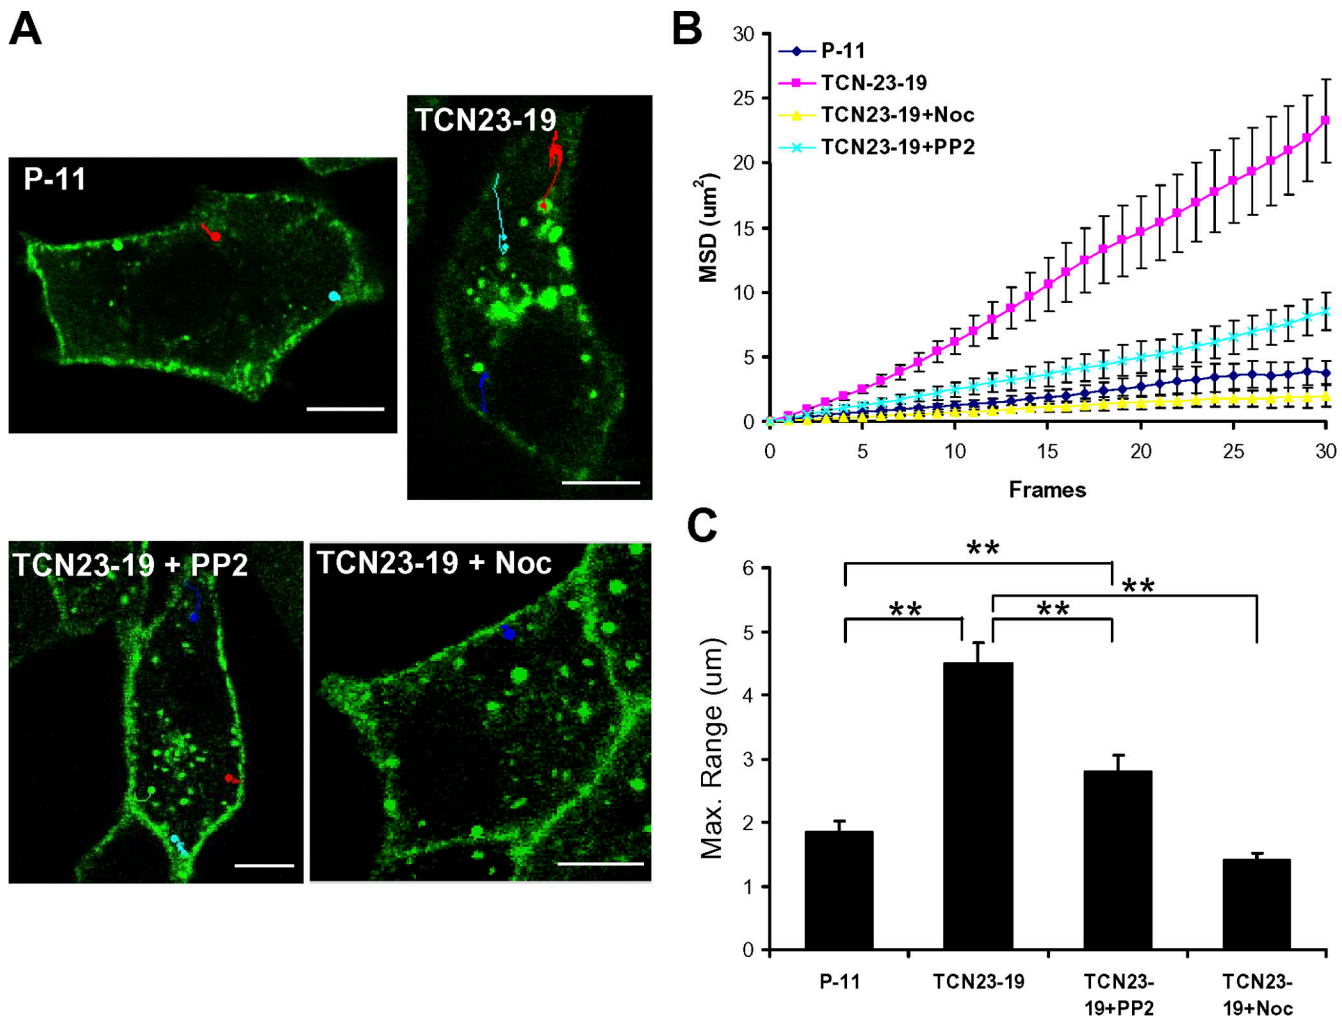 A
P-11
TCN23-19
TCN23-19 + PP2
TCN23-19 + Noc
B
30
25
20
15
10
5
0
MSD (um²)
P-11
TCN-23-19
TCN23-19+Noc
TCN23-19+PP2
0 5 10 15 20 25 30
Frames
C
6
5
4
3
2
1
0
Max. Range (um)
**
**
** **
P-11 TCN23-19 TCN23- TCN23-
19+PP2 19+Noc